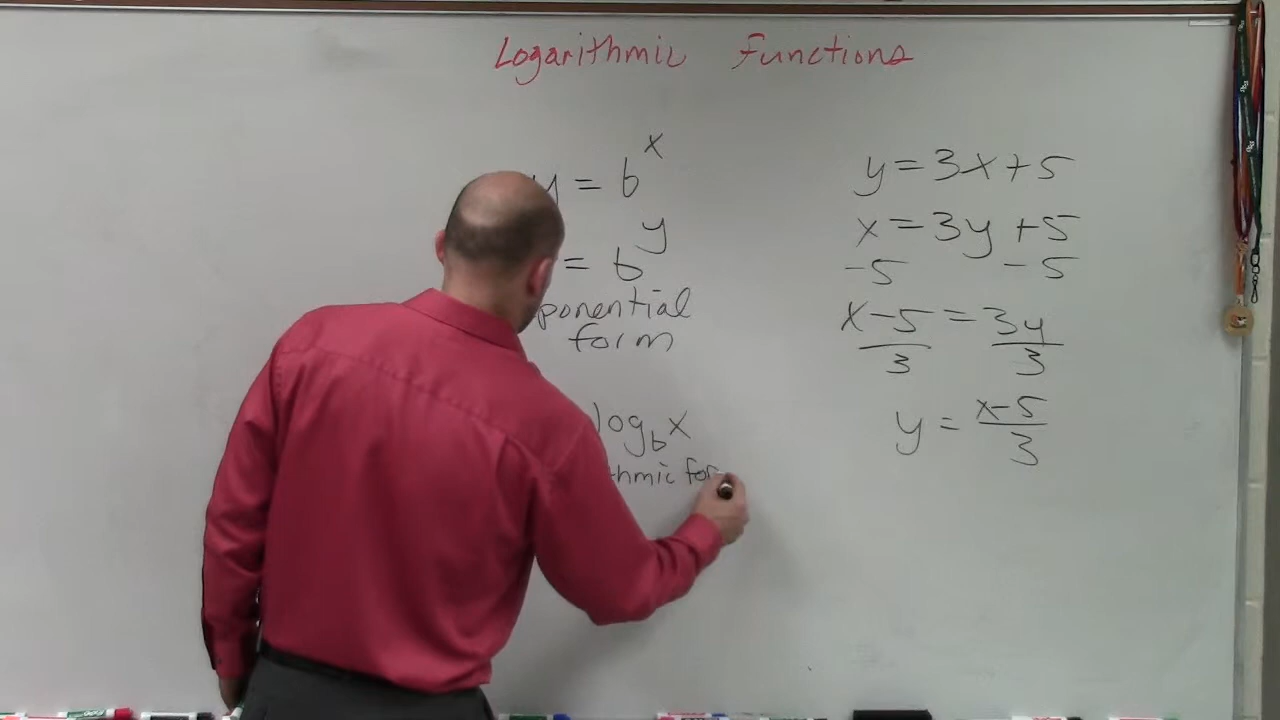 Logarithmic Functions
y = b^x
= b^y
ponential
form
log_b x
thmic for
y = 3x + 5
x = 3y + 5
-5 -5
x - 5 = 3y
3 3
y = x-5
3